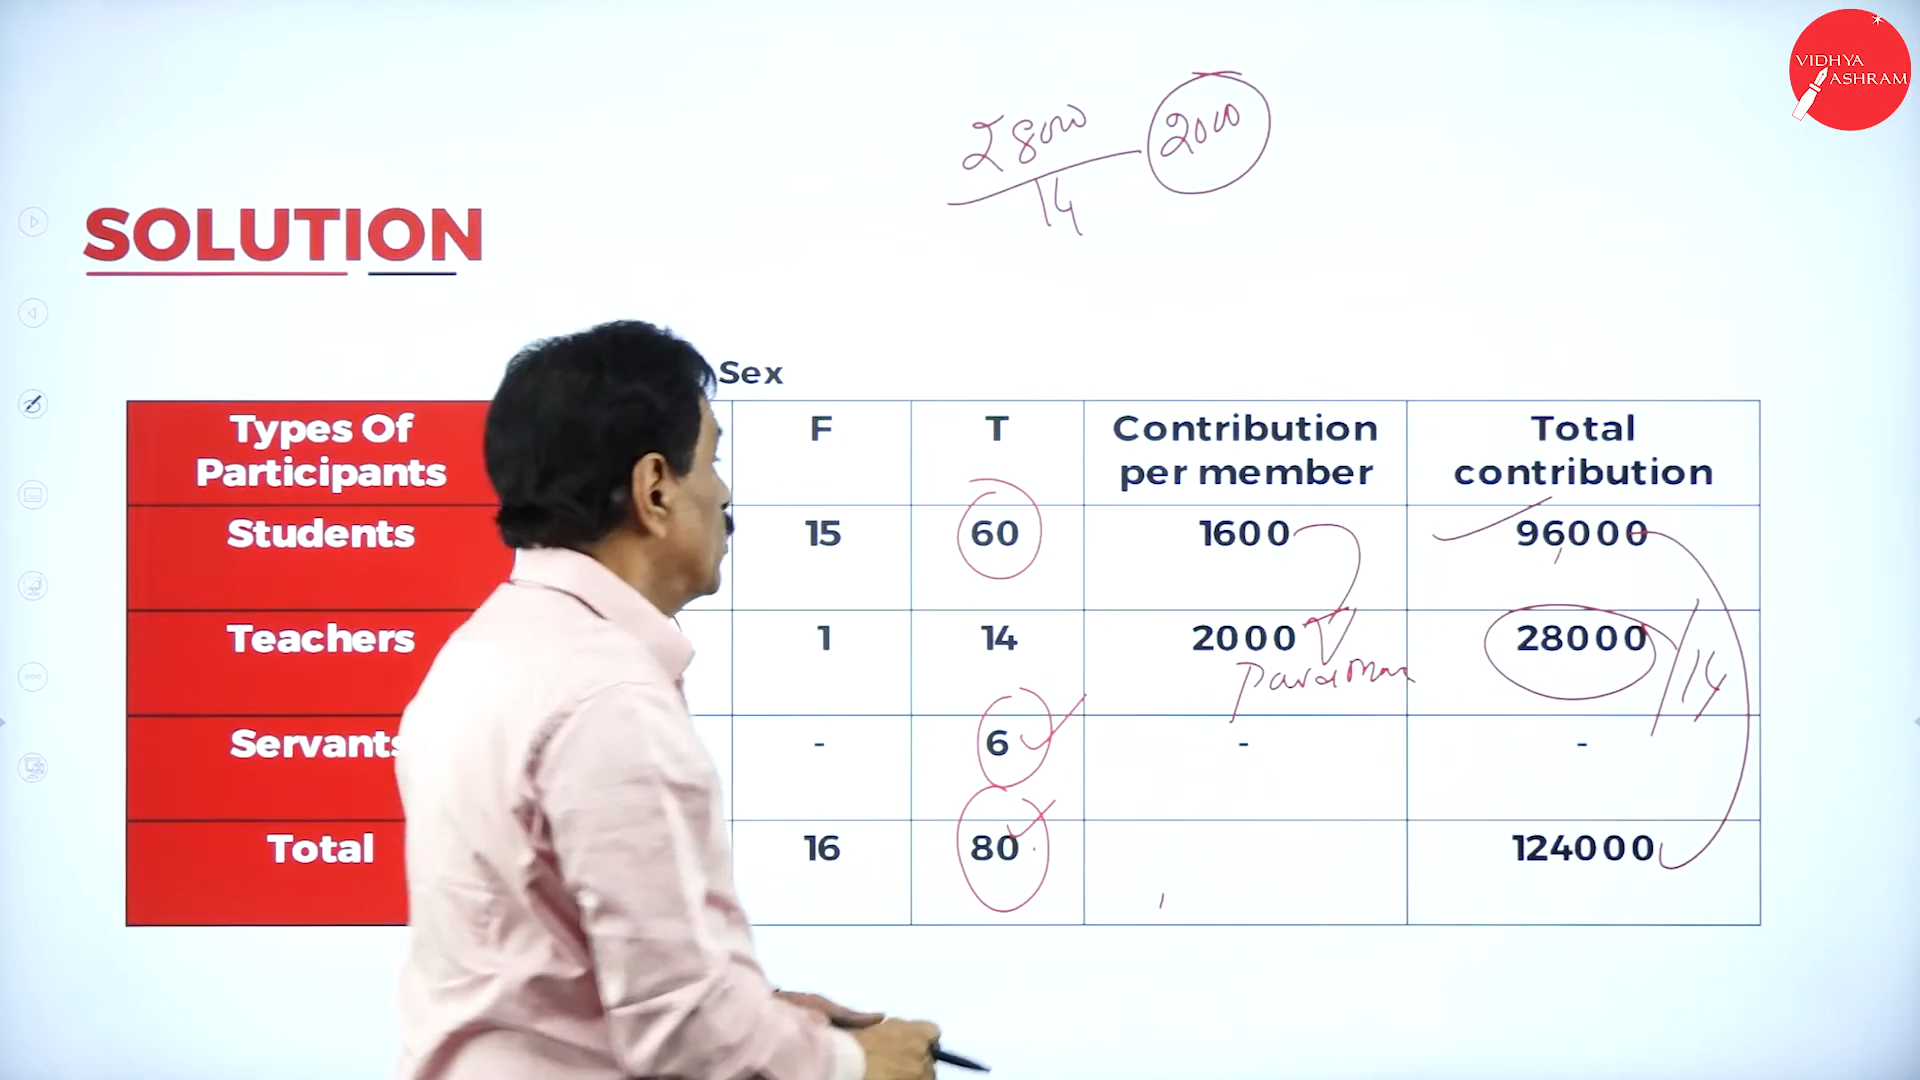 VIDHYA
ASHRAM
28000 2000
14
SOLUTION
Sex
Types Of
Participants
F
T
Contribution
per member
Total
contribution
Students 15 60 1600 96000
Teachers 1 14 2000 28000
/14
Servants - 6 - -
Total 16 80 124000